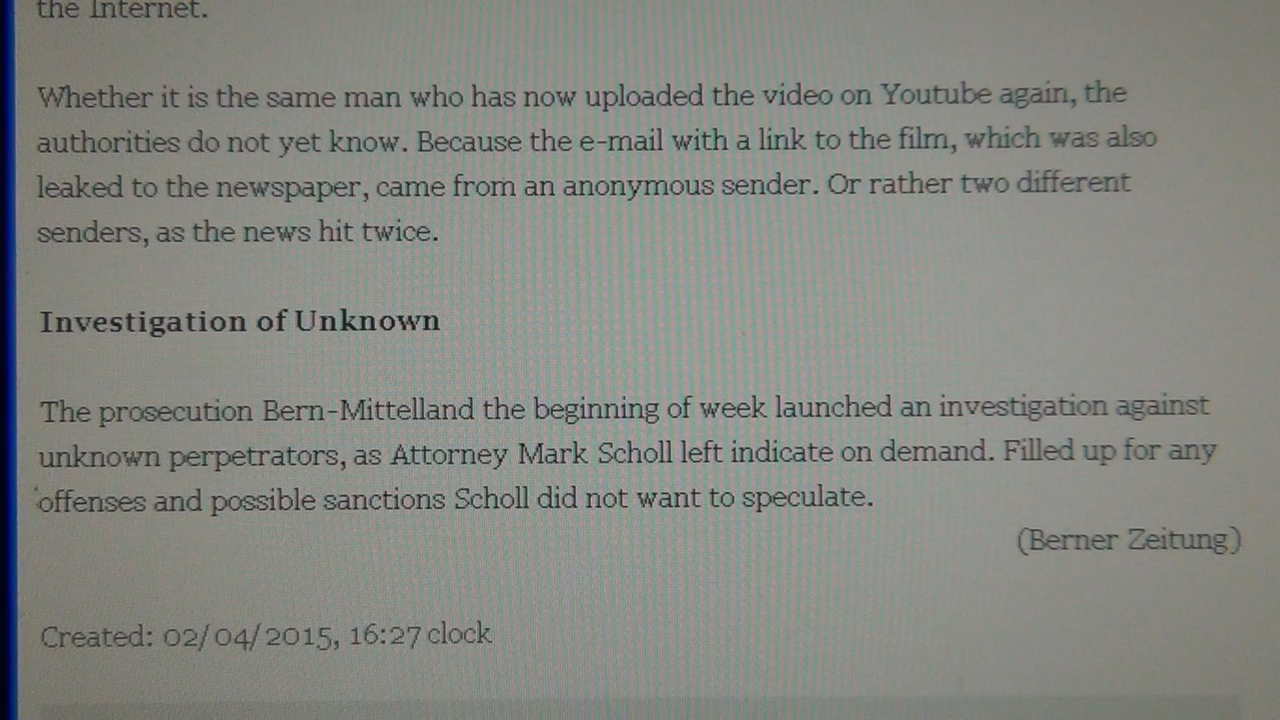 the Internet.
Whether it is the same man who has now uploaded the video on Youtube again, the
authorities do not yet know. Because the e-mail with a link to the film, which was also
leaked to the newspaper, came from an anonymous sender. Or rather two different
senders, as the news hit twice.
Investigation of Unknown
The prosecution Bern-Mittelland the beginning of week launched an investigation against
unknown perpetrators, as Attorney Mark Scholl left indicate on demand. Filled up for any
offenses and possible sanctions Scholl did not want to speculate.
(Berner Zeitung)
Created: 02/04/2015, 16:27 clock